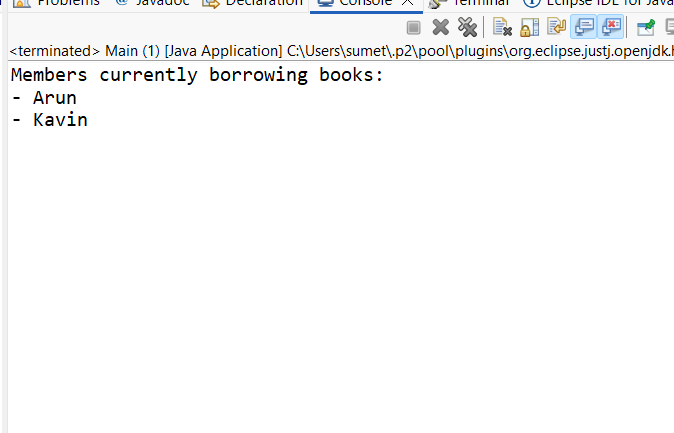 Problems @ Javadoc Declaration Console Terminal Eclipse IDE for Java
<terminated> Main (1) [Java Application] C:\Users\sumet\.p2\pool\plugins\org.eclipse.justj.openjdk.h
Members currently borrowing books:
- Arun
- Kavin